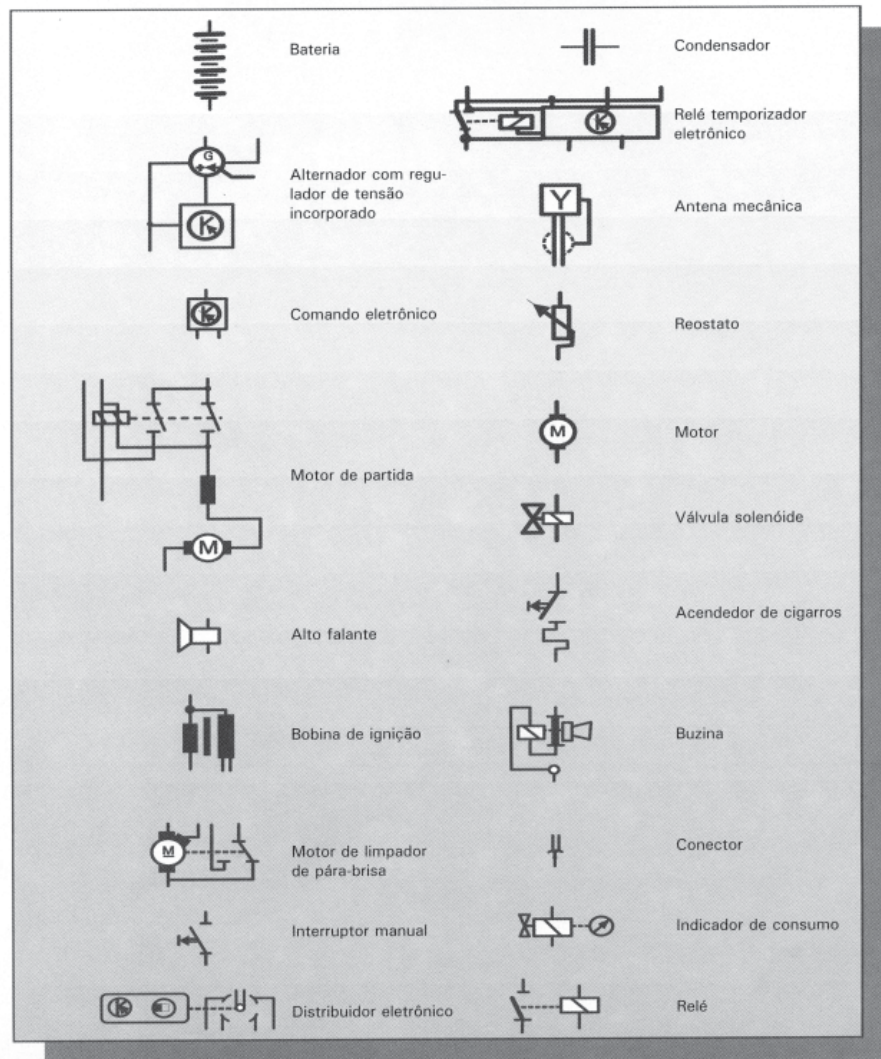 Bateria
G
Alternador com regu-
lador de tensão
incorporado
K
Comando eletrônico
K
Motor de partida
M
Alto falante
Bobina de ignição
M
Motor de limpador
de pára-brisa
Interruptor manual
Distribuidor eletrônico
K
Condensador
Relé temporizador
eletrônico
K
Y
Antena mecânica
Reostato
M
Motor
Válvula solenóide
Acendedor de cigarros
Buzina
Conector
Indicador de consumo
Relé